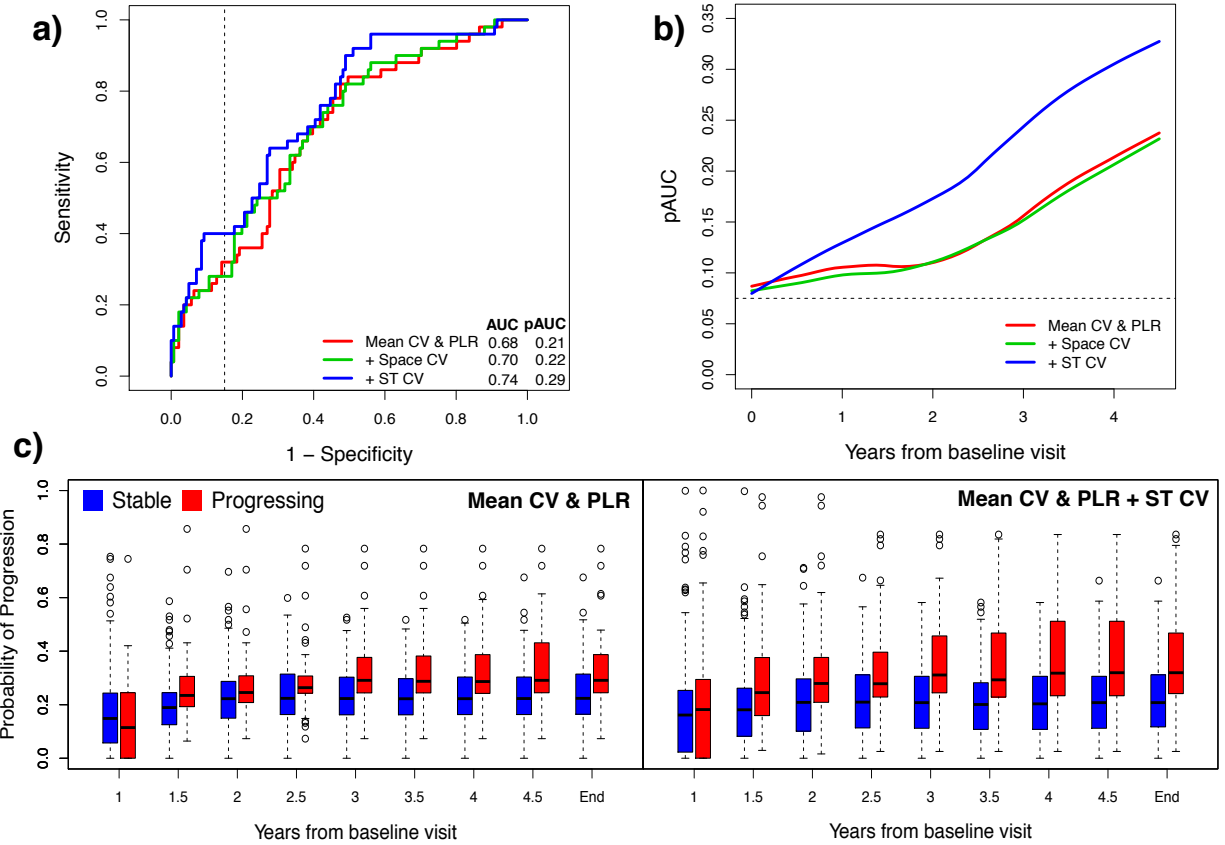 a)
Sensitivity
0.0 0.2 0.4 0.6 0.8 1.0
AUC pAUC
Mean CV & PLR 0.68 0.21
+ Space CV 0.70 0.22
+ ST CV 0.74 0.29
0.0 0.2 0.4 0.6 0.8 1.0
1 − Specificity
b)
pAUC
0.00 0.05 0.10 0.15 0.20 0.25 0.30 0.35
Mean CV & PLR
+ Space CV
+ ST CV
0 1 2 3 4
Years from baseline visit
c)
Probability of Progression
0.0 0.2 0.4 0.6 0.8 1.0
Stable Progressing Mean CV & PLR
1 1.5 2 2.5 3 3.5 4 4.5 End
Years from baseline visit
Mean CV & PLR + ST CV
1 1.5 2 2.5 3 3.5 4 4.5 End
Years from baseline visit